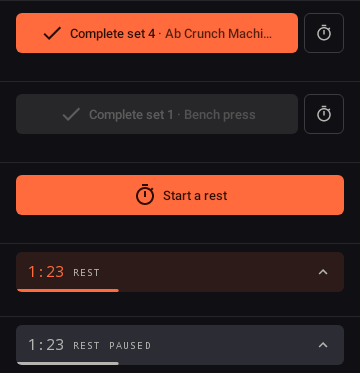 Complete set 4 · Ab Crunch Machi...
Complete set 1 · Bench press
Start a rest
1:23 REST
1:23 REST PAUSED